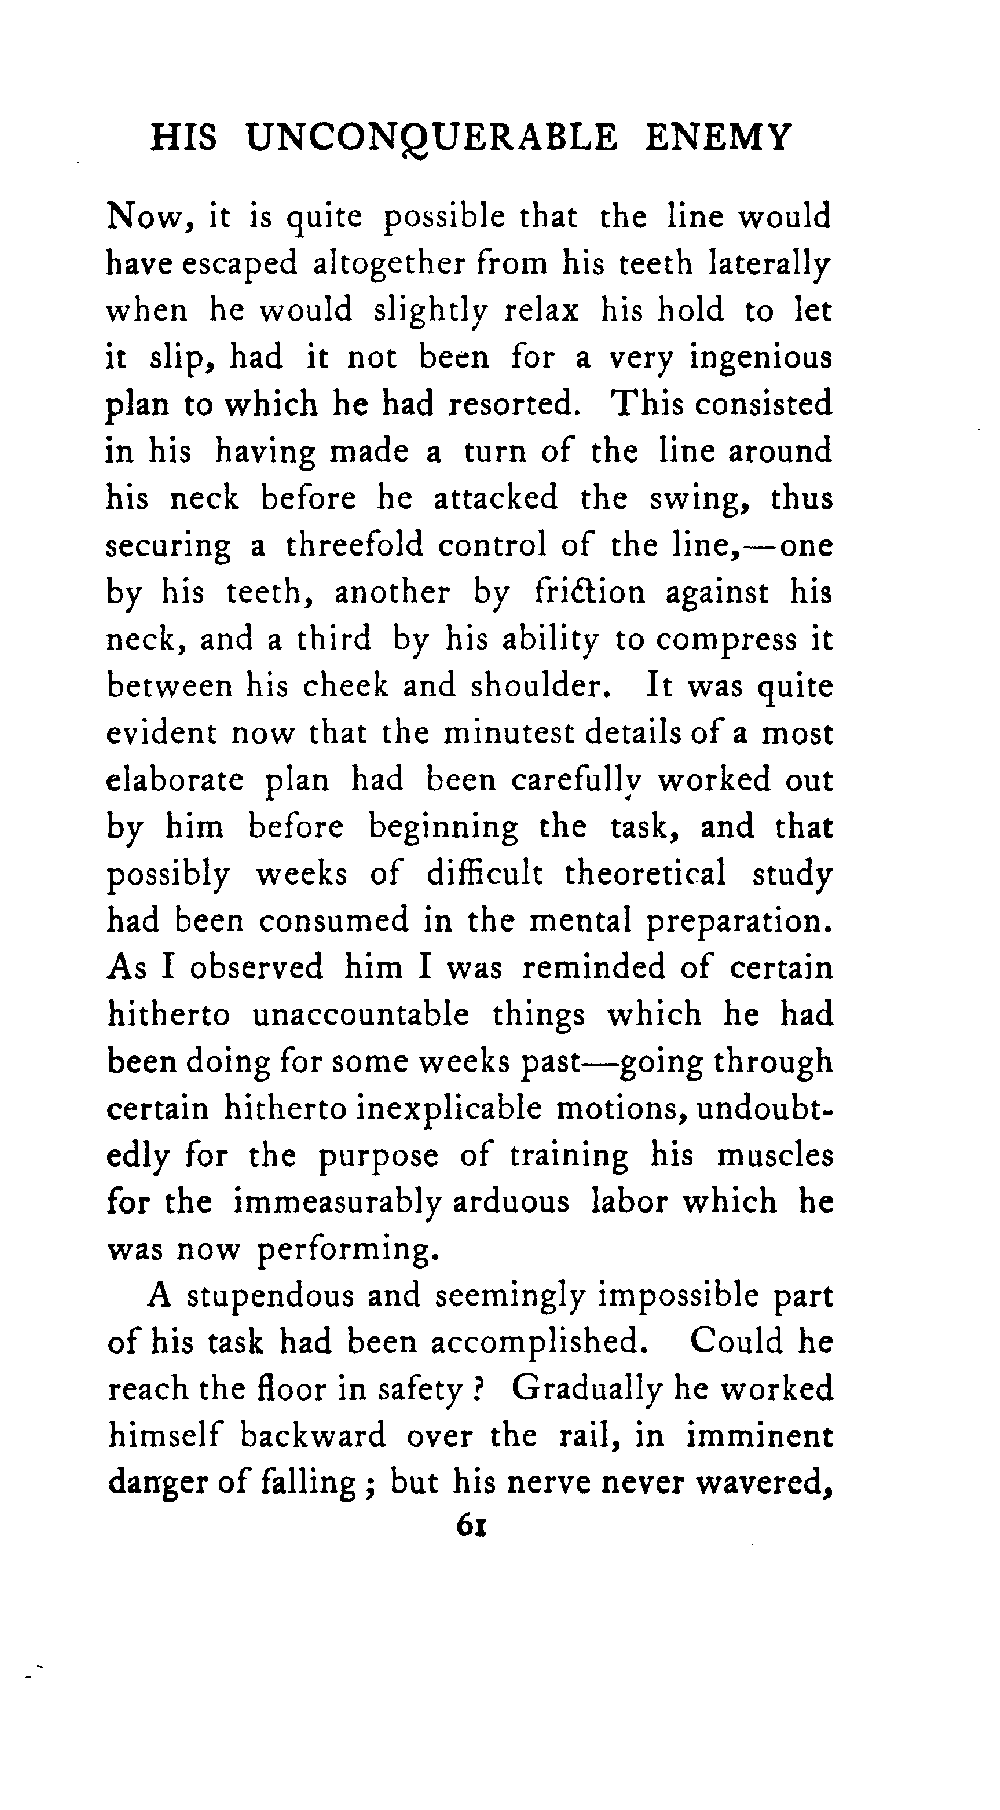 HIS UNCONQUERABLE ENEMY
Now, it is quite possible that the line would
have escaped altogether from his teeth laterally
when he would slightly relax his hold to let
it slip, had it not been for a very ingenious
plan to which he had resorted. This consisted
in his having made a turn of the line around
his neck before he attacked the swing, thus
securing a threefold control of the line,—one
by his teeth, another by friction against his
neck, and a third by his ability to compress it
between his cheek and shoulder. It was quite
evident now that the minutest details of a most
elaborate plan had been carefully worked out
by him before beginning the task, and that
possibly weeks of difficult theoretical study
had been consumed in the mental preparation.
As I observed him I was reminded of certain
hitherto unaccountable things which he had
been doing for some weeks past—going through
certain hitherto inexplicable motions, undoubt-
edly for the purpose of training his muscles
for the immeasurably arduous labor which he
was now performing.
A stupendous and seemingly impossible part
of his task had been accomplished. Could he
reach the floor in safety ? Gradually he worked
himself backward over the rail, in imminent
danger of falling ; but his nerve never wavered,
61